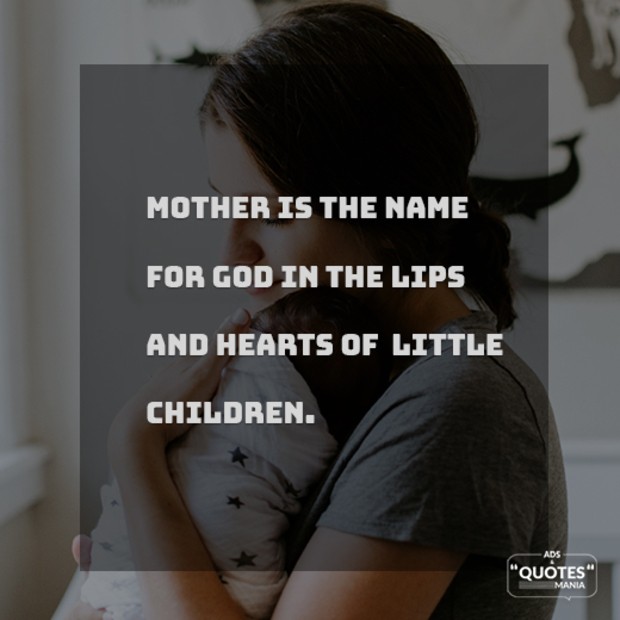 MOTHER IS THE NAME
FOR GOD IN THE LIPS
AND HEARTS OF LITTLE
CHILDREN.
ADS
&
"QUOTES"
MANIA